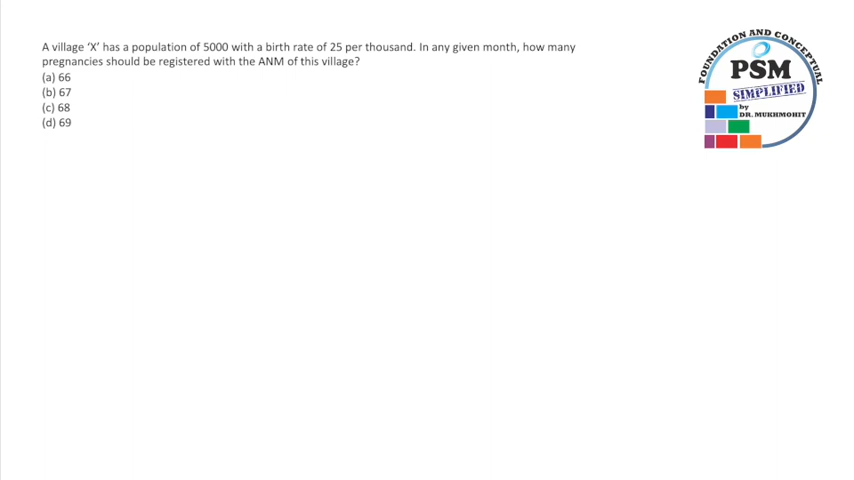 A village ‘X’ has a population of 5000 with a birth rate of 25 per thousand. In any given month, how many
pregnancies should be registered with the ANM of this village?
(a) 66
(b) 67
(c) 68
(d) 69
FOUNDATION AND CONCEPTUAL
PSM
SIMPLIFIED
by
DR. MUKHMOHIT